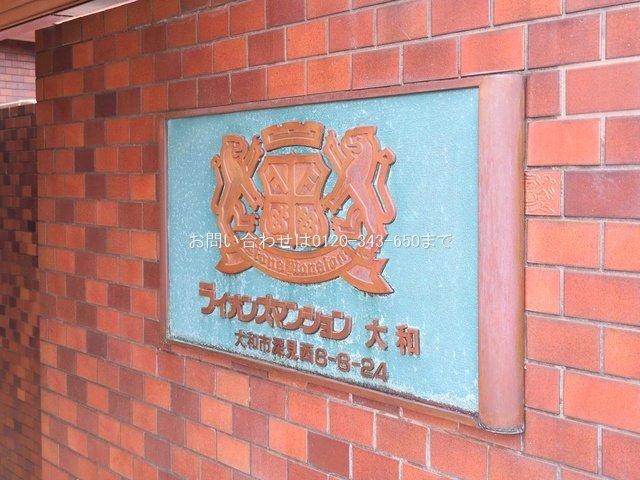 お問い合わせは0120-343-650まで
Lions Mansion
ライオンズマンション 大和
大和市深見西6-6-24